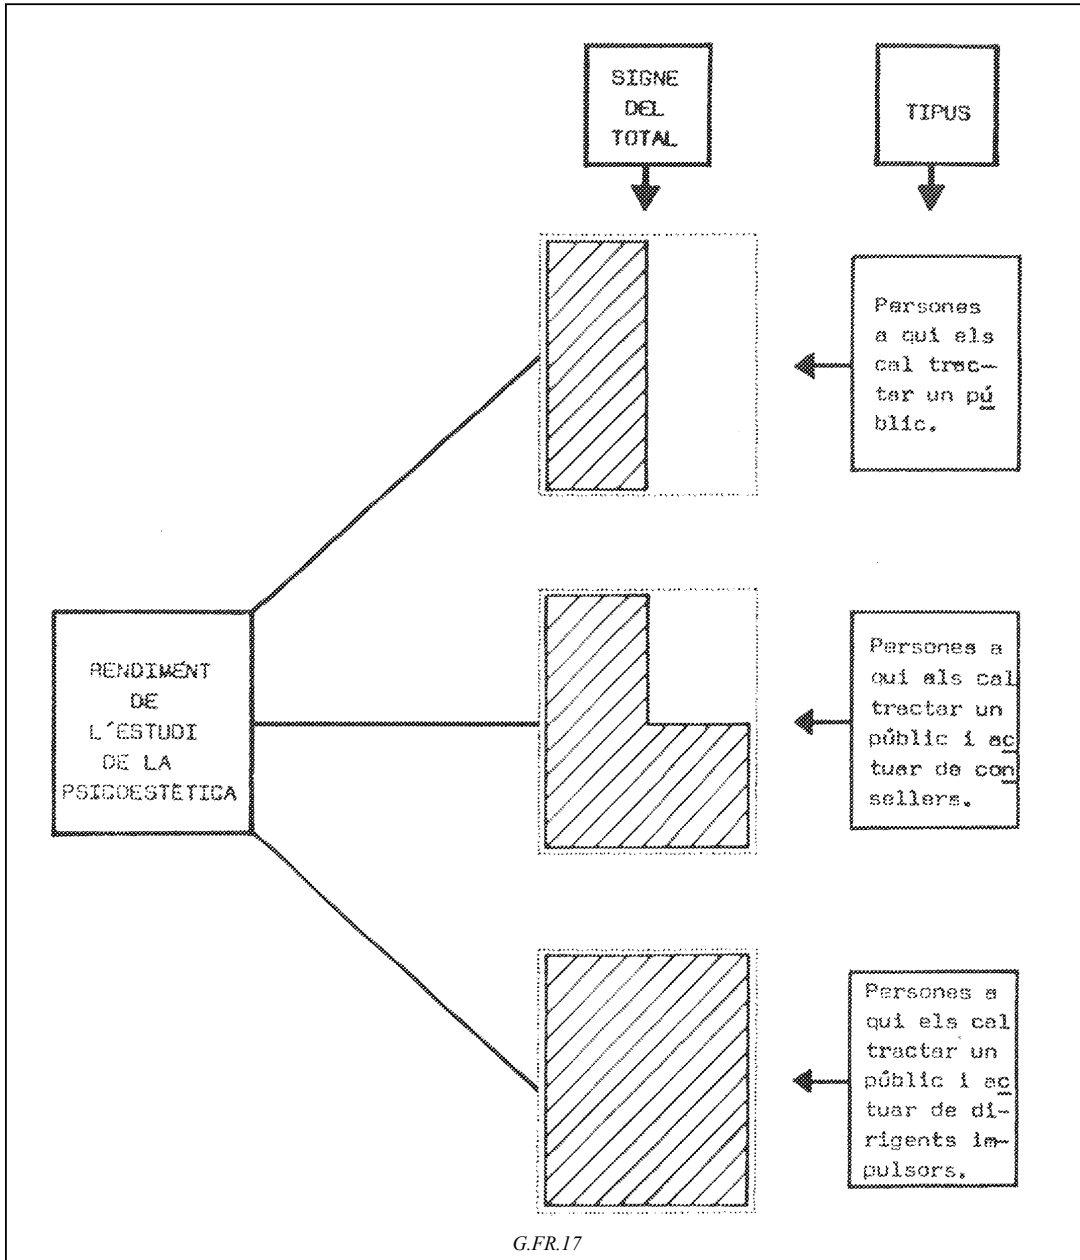 SIGNE
DEL
TOTAL
TIPUS
Persones
a qui els
cal trac-
tar un pú
blic.
RENDIMENT
DE
L´ESTUDI
DE LA
PSICOESTÈTICA
Persones a
qui els cal
tractar un
públic i ac
tuar de con
sellers.
Persones a
qui els cal
tractar un
públic i ac
tuar de di-
rigents im-
pulsors.
G.FR.17